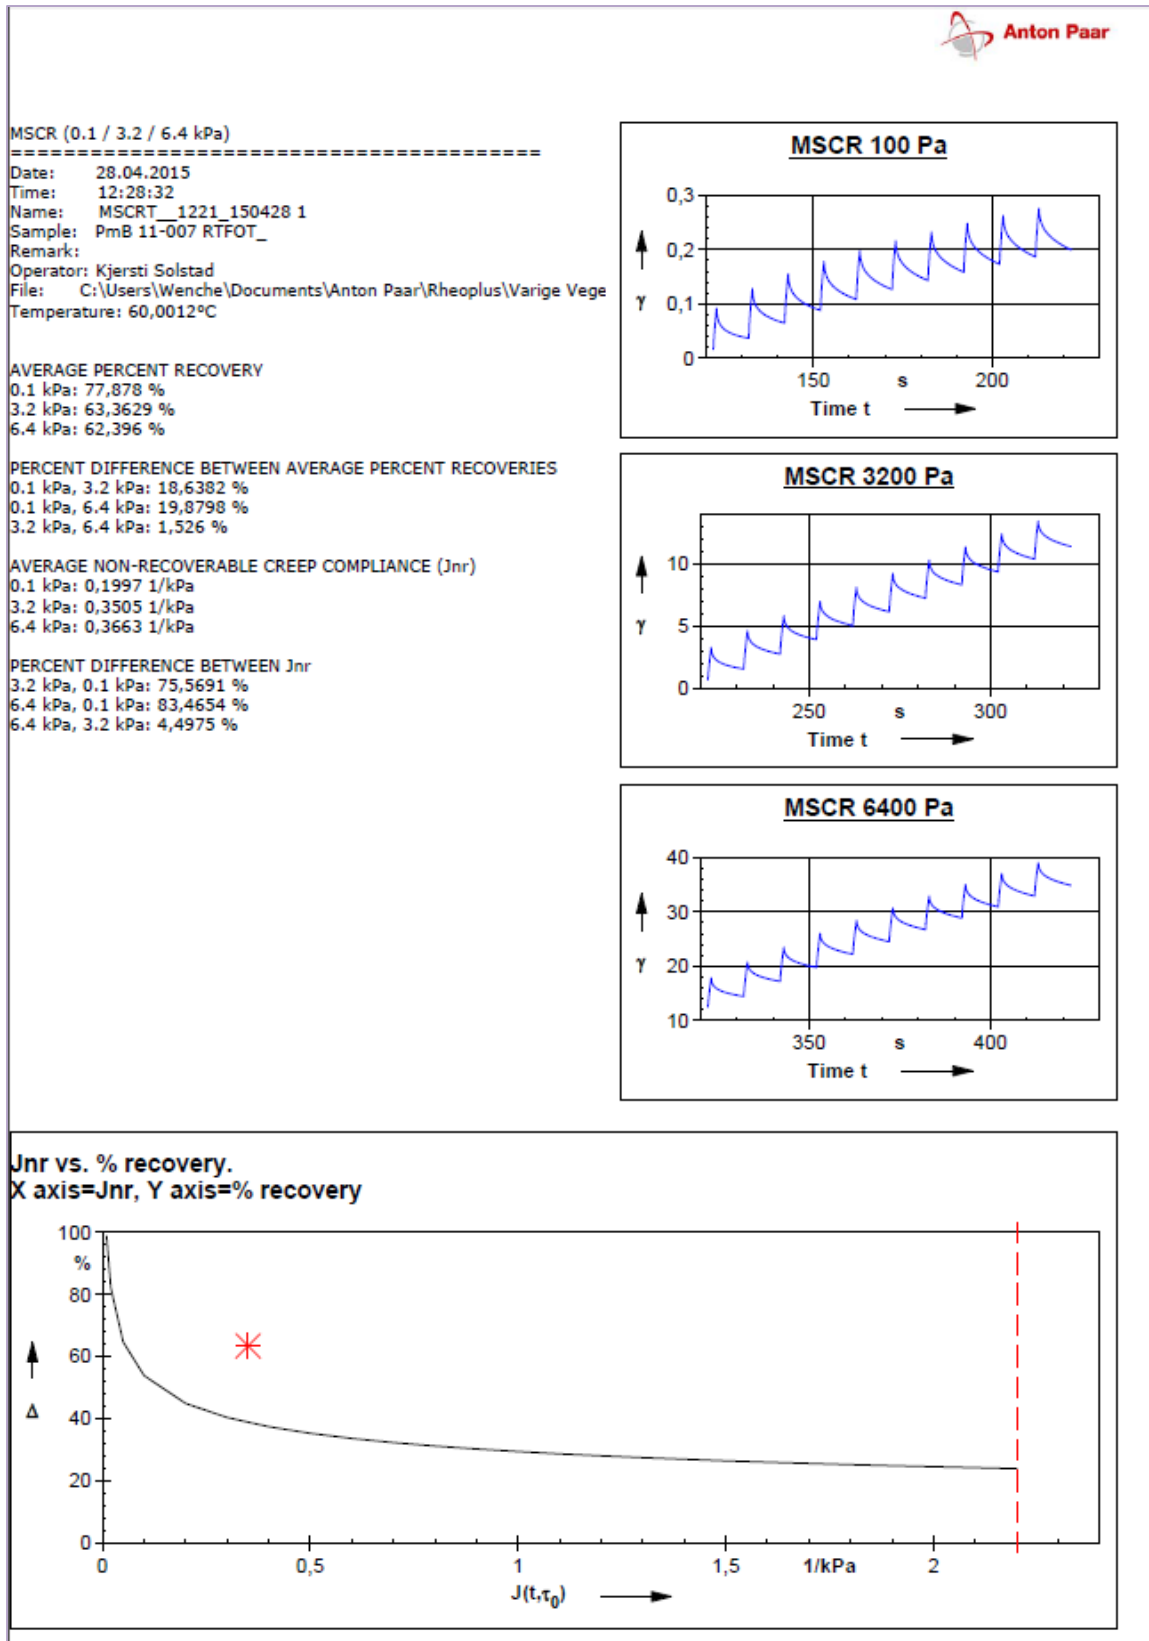 Anton Paar
MSCR (0.1 / 3.2 / 6.4 kPa)
========================================
Date: 28.04.2015
Time: 12:28:32
Name: MSCRT__1221_150428 1
Sample: PmB 11-007 RTFOT_
Remark:
Operator: Kjersti Solstad
File: C:\Users\Wenche\Documents\Anton Paar\Rheoplus\Varige Vege
Temperature: 60,0012°C
AVERAGE PERCENT RECOVERY
0.1 kPa: 77,878 %
3.2 kPa: 63,3629 %
6.4 kPa: 62,396 %
PERCENT DIFFERENCE BETWEEN AVERAGE PERCENT RECOVERIES
0.1 kPa, 3.2 kPa: 18,6382 %
0.1 kPa, 6.4 kPa: 19,8798 %
3.2 kPa, 6.4 kPa: 1,526 %
AVERAGE NON-RECOVERABLE CREEP COMPLIANCE (Jnr)
0.1 kPa: 0,1997 1/kPa
3.2 kPa: 0,3505 1/kPa
6.4 kPa: 0,3663 1/kPa
PERCENT DIFFERENCE BETWEEN Jnr
3.2 kPa, 0.1 kPa: 75,5691 %
6.4 kPa, 0.1 kPa: 83,4654 %
6.4 kPa, 3.2 kPa: 4,4975 %
MSCR 100 Pa
0,3
0,2
γ 0,1
0
150 s 200
Time t
MSCR 3200 Pa
10
γ 5
0
250 s 300
Time t
MSCR 6400 Pa
40
30
γ 20
10
350 s 400
Time t
Jnr vs. % recovery.
X axis=Jnr, Y axis=% recovery
100
%
80
60
Δ 40
20
0
0 0,5 1 1,5 1/kPa 2
J(t,τ0)